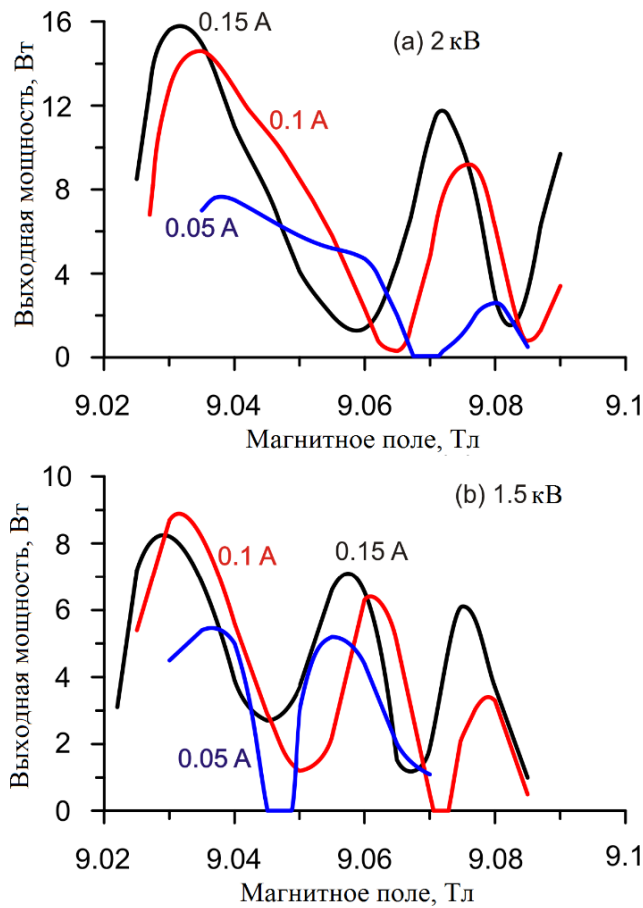 Выходная мощность, Вт
16
12
8
4
0
0.15 A
(a) 2 кВ
0.1 A
0.05 A
9.02 9.04 9.06 9.08 9.1
Магнитное поле, Тл
Выходная мощность, Вт
10
8
6
4
2
0
(b) 1.5 кВ
0.1 A
0.15 A
0.05 A
9.02 9.04 9.06 9.08 9.1
Магнитное поле, Тл